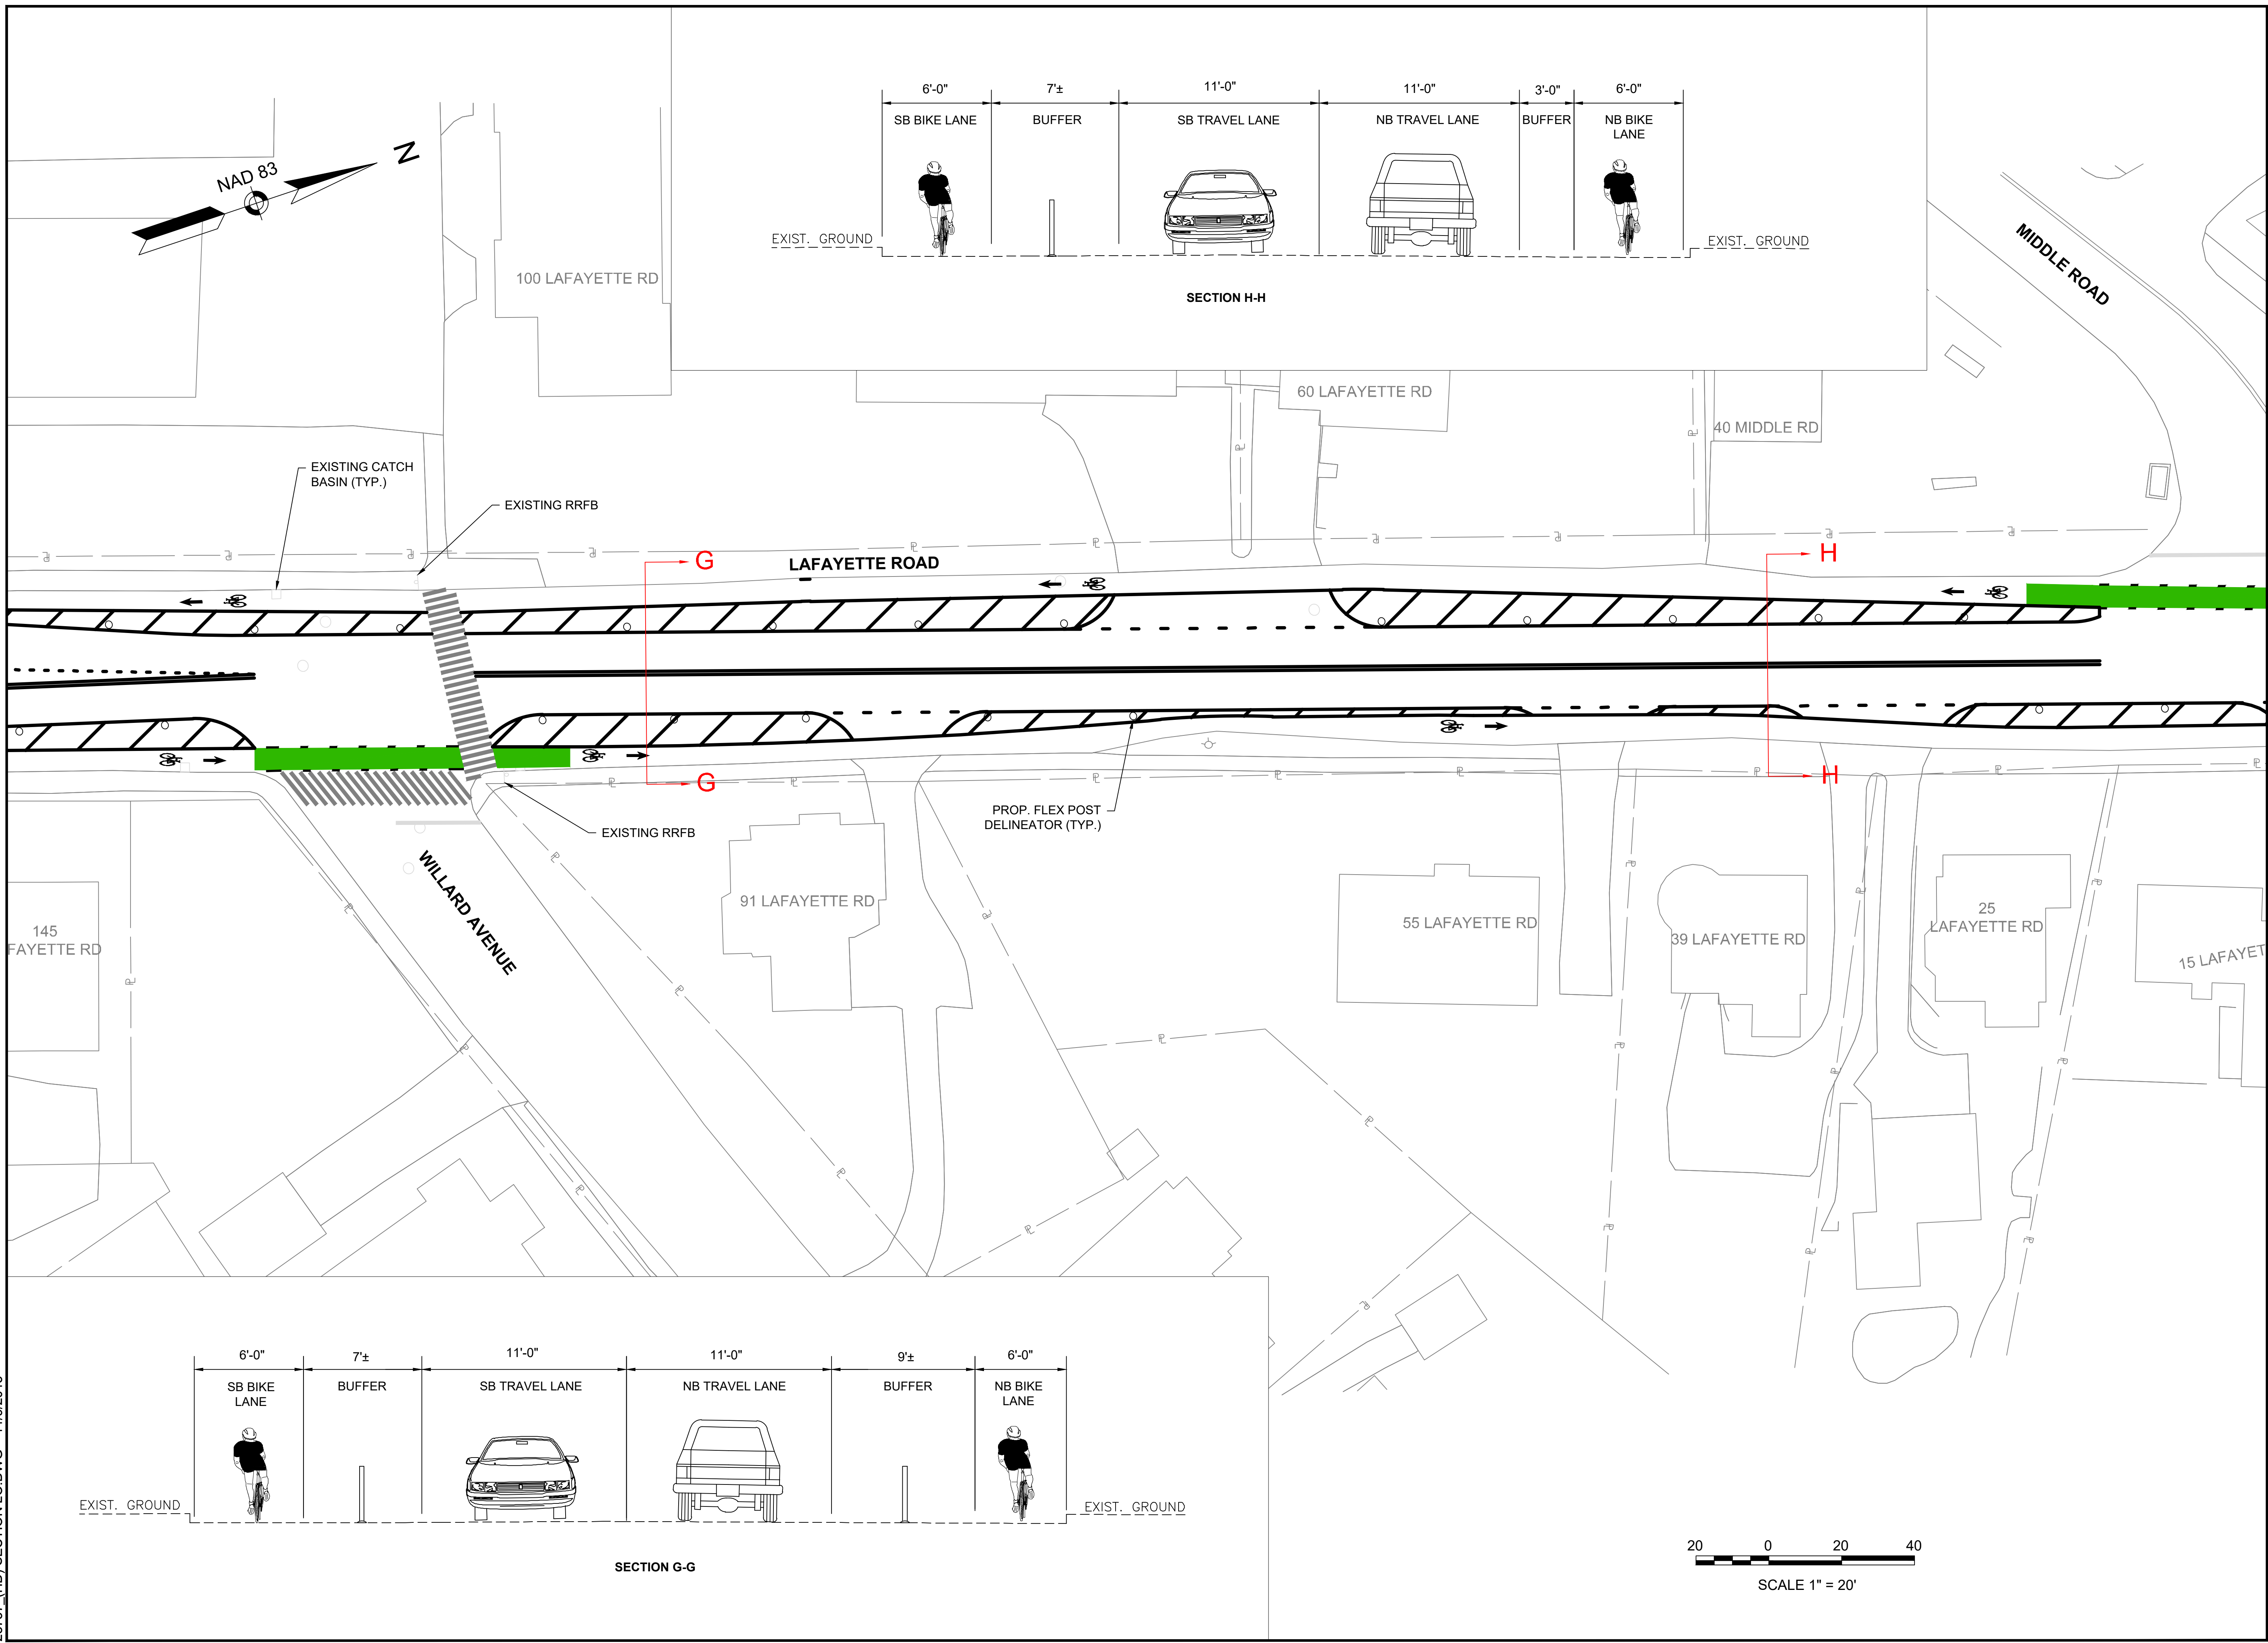 6'-0"
7'±
11'-0"
11'-0"
3'-0"
6'-0"
SB BIKE LANE
BUFFER
SB TRAVEL LANE
NB TRAVEL LANE
BUFFER
NB BIKE
LANE
EXIST. GROUND
EXIST. GROUND
SECTION H-H
NAD 83
N
100 LAFAYETTE RD
MIDDLE ROAD
60 LAFAYETTE RD
40 MIDDLE RD
EXISTING CATCH
BASIN (TYP.)
EXISTING RRFB
G
LAFAYETTE ROAD
H
G
H
EXISTING RRFB
PROP. FLEX POST
DELINEATOR (TYP.)
WILLARD AVENUE
145
FAYETTE RD
91 LAFAYETTE RD
55 LAFAYETTE RD
39 LAFAYETTE RD
25
LAFAYETTE RD
15 LAFAYET
6'-0"
7'±
11'-0"
11'-0"
9'±
6'-0"
SB BIKE
LANE
BUFFER
SB TRAVEL LANE
NB TRAVEL LANE
BUFFER
NB BIKE
LANE
EXIST. GROUND
EXIST. GROUND
SECTION G-G
20 0 20 40
SCALE 1" = 20'